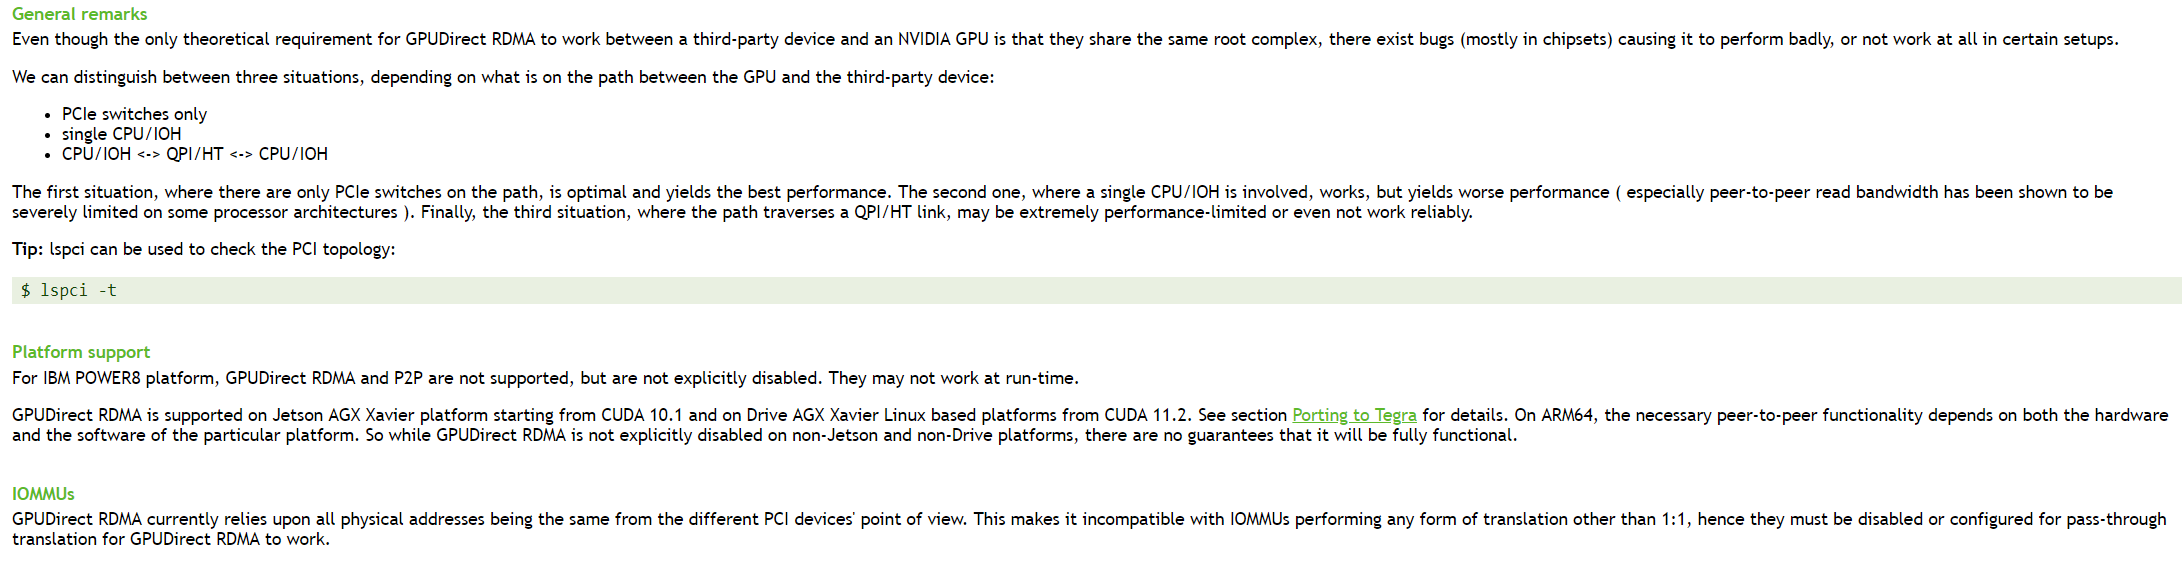 General remarks
Even though the only theoretical requirement for GPUDirect RDMA to work between a third-party device and an NVIDIA GPU is that they share the same root complex, there exist bugs (mostly in chipsets) causing it to perform badly, or not work at all in certain setups.
We can distinguish between three situations, depending on what is on the path between the GPU and the third-party device:
• PCIe switches only
• single CPU/IOH
• CPU/IOH <-> QPI/HT <-> CPU/IOH
The first situation, where there are only PCIe switches on the path, is optimal and yields the best performance. The second one, where a single CPU/IOH is involved, works, but yields worse performance ( especially peer-to-peer read bandwidth has been shown to be
severely limited on some processor architectures ). Finally, the third situation, where the path traverses a QPI/HT link, may be extremely performance-limited or even not work reliably.
Tip: lspci can be used to check the PCI topology:
$ lspci -t
Platform support
For IBM POWER8 platform, GPUDirect RDMA and P2P are not supported, but are not explicitly disabled. They may not work at run-time.
GPUDirect RDMA is supported on Jetson AGX Xavier platform starting from CUDA 10.1 and on Drive AGX Xavier Linux based platforms from CUDA 11.2. See section Porting to Tegra for details. On ARM64, the necessary peer-to-peer functionality depends on both the hardware
and the software of the particular platform. So while GPUDirect RDMA is not explicitly disabled on non-Jetson and non-Drive platforms, there are no guarantees that it will be fully functional.
IOMMUs
GPUDirect RDMA currently relies upon all physical addresses being the same from the different PCI devices' point of view. This makes it incompatible with IOMMUs performing any form of translation other than 1:1, hence they must be disabled or configured for pass-through
translation for GPUDirect RDMA to work.